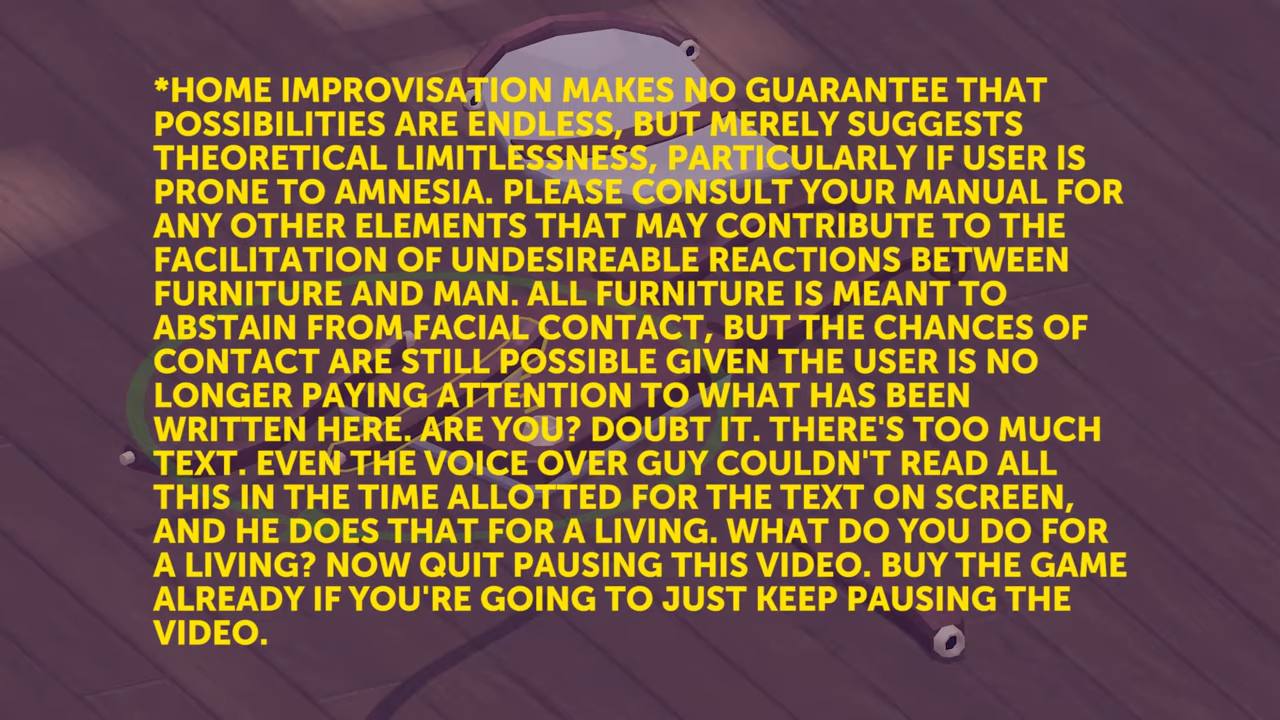 *HOME IMPROVISATION MAKES NO GUARANTEE THAT
POSSIBILITIES ARE ENDLESS, BUT MERELY SUGGESTS
THEORETICAL LIMITLESSNESS, PARTICULARLY IF USER IS
PRONE TO AMNESIA. PLEASE CONSULT YOUR MANUAL FOR
ANY OTHER ELEMENTS THAT MAY CONTRIBUTE TO THE
FACILITATION OF UNDESIREABLE REACTIONS BETWEEN
FURNITURE AND MAN. ALL FURNITURE IS MEANT TO
ABSTAIN FROM FACIAL CONTACT, BUT THE CHANCES OF
CONTACT ARE STILL POSSIBLE GIVEN THE USER IS NO
LONGER PAYING ATTENTION TO WHAT HAS BEEN
WRITTEN HERE. ARE YOU? DOUBT IT. THERE'S TOO MUCH
TEXT. EVEN THE VOICE OVER GUY COULDN'T READ ALL
THIS IN THE TIME ALLOTTED FOR THE TEXT ON SCREEN,
AND HE DOES THAT FOR A LIVING. WHAT DO YOU DO FOR
A LIVING? NOW QUIT PAUSING THIS VIDEO. BUY THE GAME
ALREADY IF YOU'RE GOING TO JUST KEEP PAUSING THE
VIDEO.